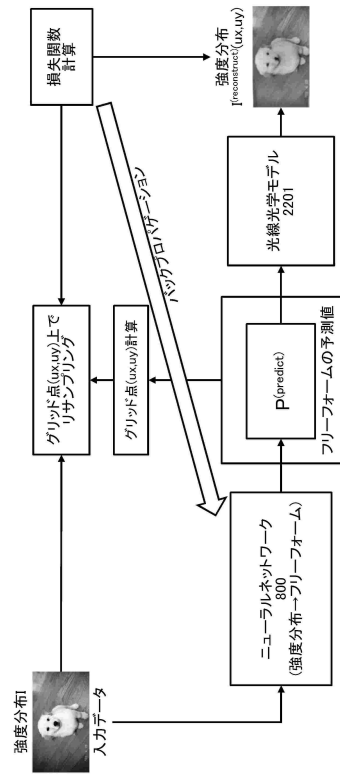 強度分布I
入力データ
グリッド点(ux,uy)上で
リサンプリング
損失関数
計算
グリッド点(ux,uy)計算
バックプロパゲーション
強度分布
I(reconstruct)(ux,uy)
ニューラルネットワーク
800
(強度分布→フリーフォーム)
P(predict)
フリーフォームの予測値
光線光学モデル
2201